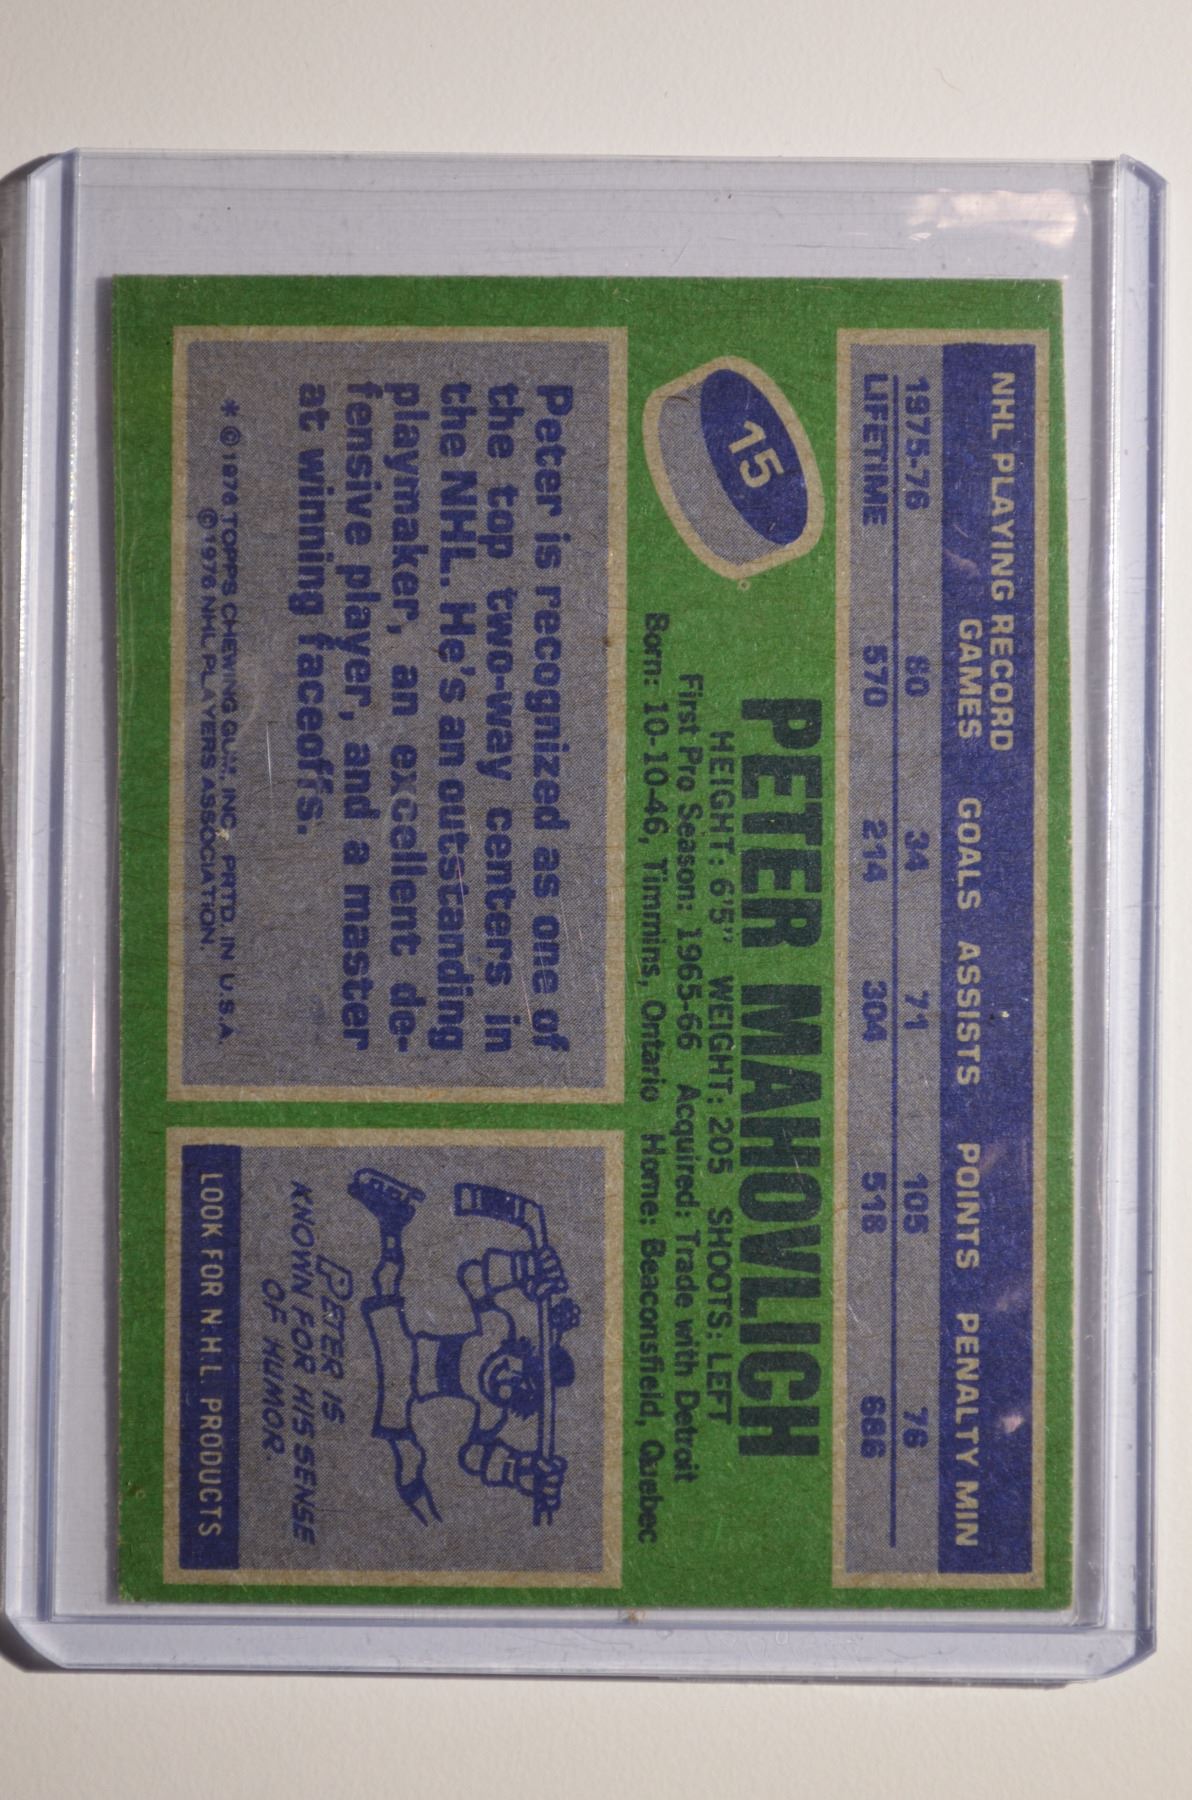 NHL PLAYING RECORD
GAMES GOALS ASSISTS POINTS PENALTY MIN
1975-76 80 34 71 105 76
LIFETIME 570 214 304 518 686
15
PETER MAHOVLICH
HEIGHT: 6'5" WEIGHT: 205 SHOOTS: LEFT
First Pro Season: 1965-66 Acquired: Trade with Detroit
Born: 10-10-46, Timmins, Ontario Home: Beaconsfield, Quebec
Peter is recognized as one of
the top two-way centers in
the NHL. He's an outstanding
playmaker, an excellent de-
fensive player, and a master
at winning faceoffs.
* ©1976 TOPPS CHEWING GUM, INC. PRTD. IN U.S.A.
©1976 NHL PLAYERS ASSOCIATION.
PETER IS
KNOWN FOR HIS SENSE
OF HUMOR.
LOOK FOR N.H.L. PRODUCTS